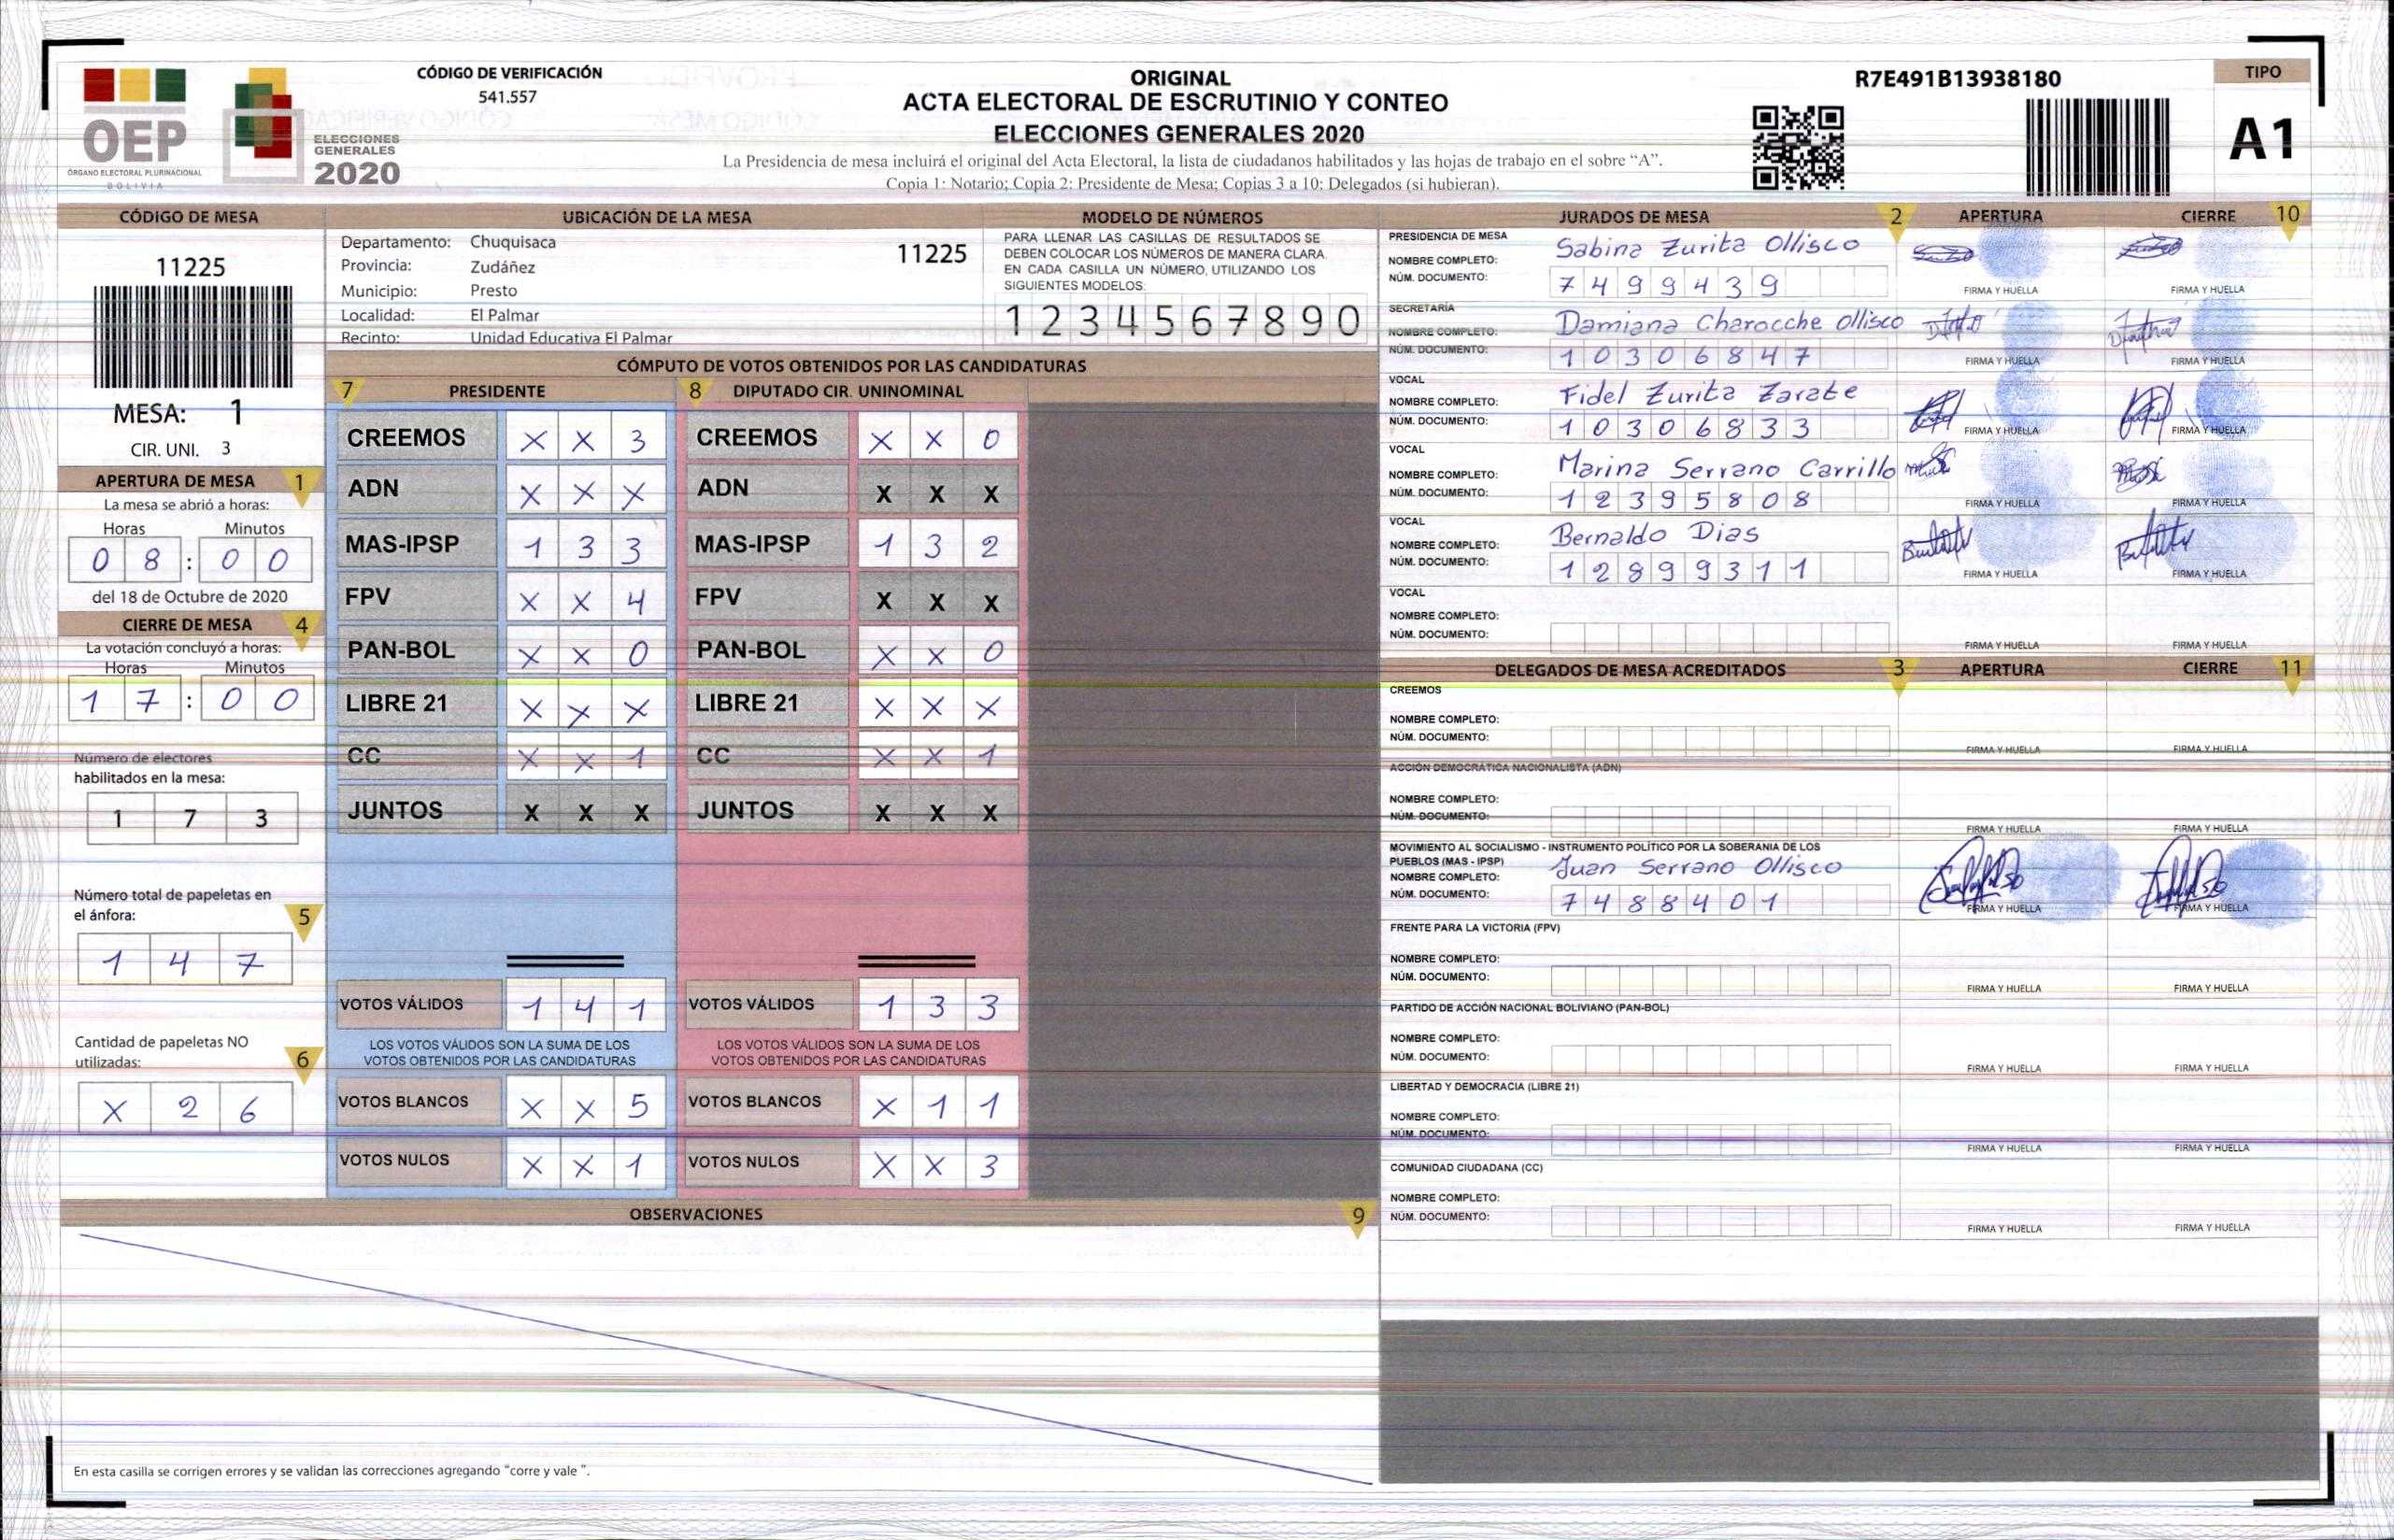 CÓDIGO DE VERIFICACIÓN
541.557
OEP
ÓRGANO ELECTORAL PLURINACIONAL
BOLIVIA
ELECCIONES
GENERALES
2020
ORIGINAL
ACTA ELECTORAL DE ESCRUTINIO Y CONTEO
ELECCIONES GENERALES 2020
La Presidencia de mesa incluirá el original del Acta Electoral, la lista de ciudadanos habilitados y las hojas de trabajo en el sobre “A”.
Copia 1: Notario; Copia 2: Presidente de Mesa; Copias 3 a 10: Delegados (si hubieran).
R7E491B13938180
TIPO
A1
CÓDIGO DE MESA
11225
MESA: 1
CIR. UNI. 3
APERTURA DE MESA 1
La mesa se abrió a horas:
Horas Minutos
0 8 : 0 0
del 18 de Octubre de 2020
CIERRE DE MESA 4
La votación concluyó a horas:
Horas Minutos
1 7 : 0 0
Número de electores
habilitados en la mesa:
1 7 3
Número total de papeletas en
el ánfora: 5
1 4 7
Cantidad de papeletas NO
utilizadas: 6
X 2 6
UBICACIÓN DE LA MESA
Departamento: Chuquisaca 11225
Provincia: Zudáñez
Municipio: Presto
Localidad: El Palmar
Recinto: Unidad Educativa El Palmar
MODELO DE NÚMEROS
PARA LLENAR LAS CASILLAS DE RESULTADOS SE
DEBEN COLOCAR LOS NÚMEROS DE MANERA CLARA.
EN CADA CASILLA UN NÚMERO, UTILIZANDO LOS
SIGUIENTES MODELOS:
1 2 3 4 5 6 7 8 9 0
CÓMPUTO DE VOTOS OBTENIDOS POR LAS CANDIDATURAS
7 PRESIDENTE 8 DIPUTADO CIR. UNINOMINAL
CREEMOS X X 3 CREEMOS X X 0
ADN X X X ADN X X X
MAS-IPSP 1 3 3 MAS-IPSP 1 3 2
FPV X X 4 FPV X X X
PAN-BOL X X 0 PAN-BOL X X 0
LIBRE 21 X X X LIBRE 21 X X X
CC X X 1 CC X X 1
JUNTOS X X X JUNTOS X X X
VOTOS VÁLIDOS 1 4 1 VOTOS VÁLIDOS 1 3 3
LOS VOTOS VÁLIDOS SON LA SUMA DE LOS LOS VOTOS VÁLIDOS SON LA SUMA DE LOS
VOTOS OBTENIDOS POR LAS CANDIDATURAS VOTOS OBTENIDOS POR LAS CANDIDATURAS
VOTOS BLANCOS X X 5 VOTOS BLANCOS X 1 1
VOTOS NULOS X X 1 VOTOS NULOS X X 3
OBSERVACIONES 9
En esta casilla se corrigen errores y se validan las correcciones agregando “corre y vale ”.
JURADOS DE MESA 2 APERTURA CIERRE 10
PRESIDENCIA DE MESA
NOMBRE COMPLETO: Sabina Zurita Ollisco
NÚM. DOCUMENTO: 7499439
FIRMA Y HUELLA FIRMA Y HUELLA
SECRETARÍA
NOMBRE COMPLETO: Damiana Charocche Ollisco
NÚM. DOCUMENTO: 10306847
FIRMA Y HUELLA FIRMA Y HUELLA
VOCAL
NOMBRE COMPLETO: Fidel Zurita Zarate
NÚM. DOCUMENTO: 10306833
FIRMA Y HUELLA FIRMA Y HUELLA
VOCAL
NOMBRE COMPLETO: Marina Serrano Carrillo
NÚM. DOCUMENTO: 12395808
FIRMA Y HUELLA FIRMA Y HUELLA
VOCAL
NOMBRE COMPLETO: Bernaldo Dias
NÚM. DOCUMENTO: 12899311
FIRMA Y HUELLA FIRMA Y HUELLA
VOCAL
NOMBRE COMPLETO:
NÚM. DOCUMENTO:
FIRMA Y HUELLA FIRMA Y HUELLA
DELEGADOS DE MESA ACREDITADOS 3 APERTURA CIERRE 11
CREEMOS
NOMBRE COMPLETO:
NÚM. DOCUMENTO:
FIRMA Y HUELLA FIRMA Y HUELLA
ACCIÓN DEMOCRÁTICA NACIONALISTA (ADN)
NOMBRE COMPLETO:
NÚM. DOCUMENTO:
FIRMA Y HUELLA FIRMA Y HUELLA
MOVIMIENTO AL SOCIALISMO - INSTRUMENTO POLÍTICO POR LA SOBERANIA DE LOS
PUEBLOS (MAS - IPSP)
NOMBRE COMPLETO: Juan Serrano Ollisco
NÚM. DOCUMENTO: 7488401
FIRMA Y HUELLA FIRMA Y HUELLA
FRENTE PARA LA VICTORIA (FPV)
NOMBRE COMPLETO:
NÚM. DOCUMENTO:
FIRMA Y HUELLA FIRMA Y HUELLA
PARTIDO DE ACCIÓN NACIONAL BOLIVIANO (PAN-BOL)
NOMBRE COMPLETO:
NÚM. DOCUMENTO:
FIRMA Y HUELLA FIRMA Y HUELLA
LIBERTAD Y DEMOCRACIA (LIBRE 21)
NOMBRE COMPLETO:
NÚM. DOCUMENTO:
FIRMA Y HUELLA FIRMA Y HUELLA
COMUNIDAD CIUDADANA (CC)
NOMBRE COMPLETO:
NÚM. DOCUMENTO:
FIRMA Y HUELLA FIRMA Y HUELLA